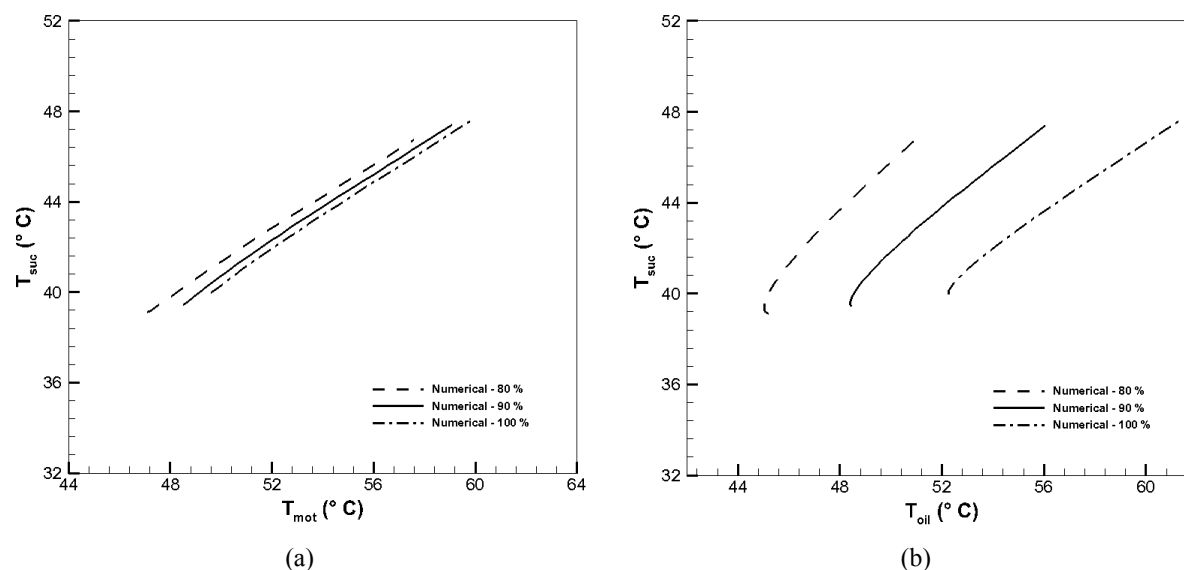 52
48
44
40
36
32
T_suc (° C)
44 48 52 56 60 64
T_mot (° C)
Numerical - 80 %
Numerical - 90 %
Numerical - 100 %
(a)
52
48
44
40
36
32
T_suc (° C)
44 48 52 56 60
T_oil (° C)
Numerical - 80 %
Numerical - 90 %
Numerical - 100 %
(b)